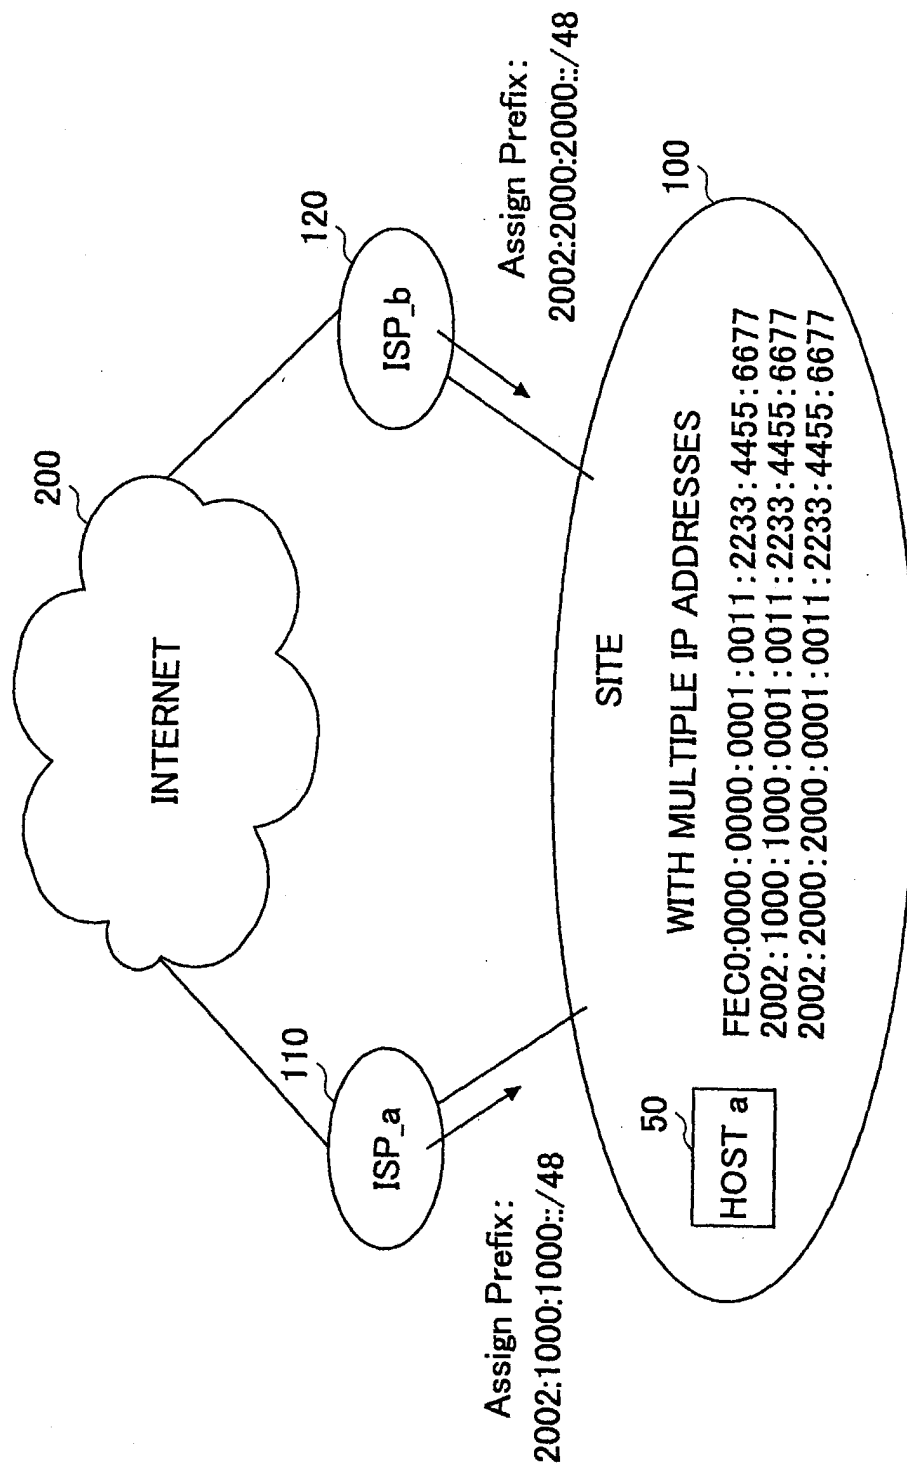 200
INTERNET
110
ISP_a
120
ISP_b
Assign Prefix:
2002:1000:1000::/48
Assign Prefix:
2002:2000:2000::/48
100
SITE
50
HOST a
WITH MULTIPLE IP ADDRESSES
FEC0:0000:0000:0001:0011:2233:4455:6677
2002:1000:1000:0001:0011:2233:4455:6677
2002:2000:2000:0001:0011:2233:4455:6677